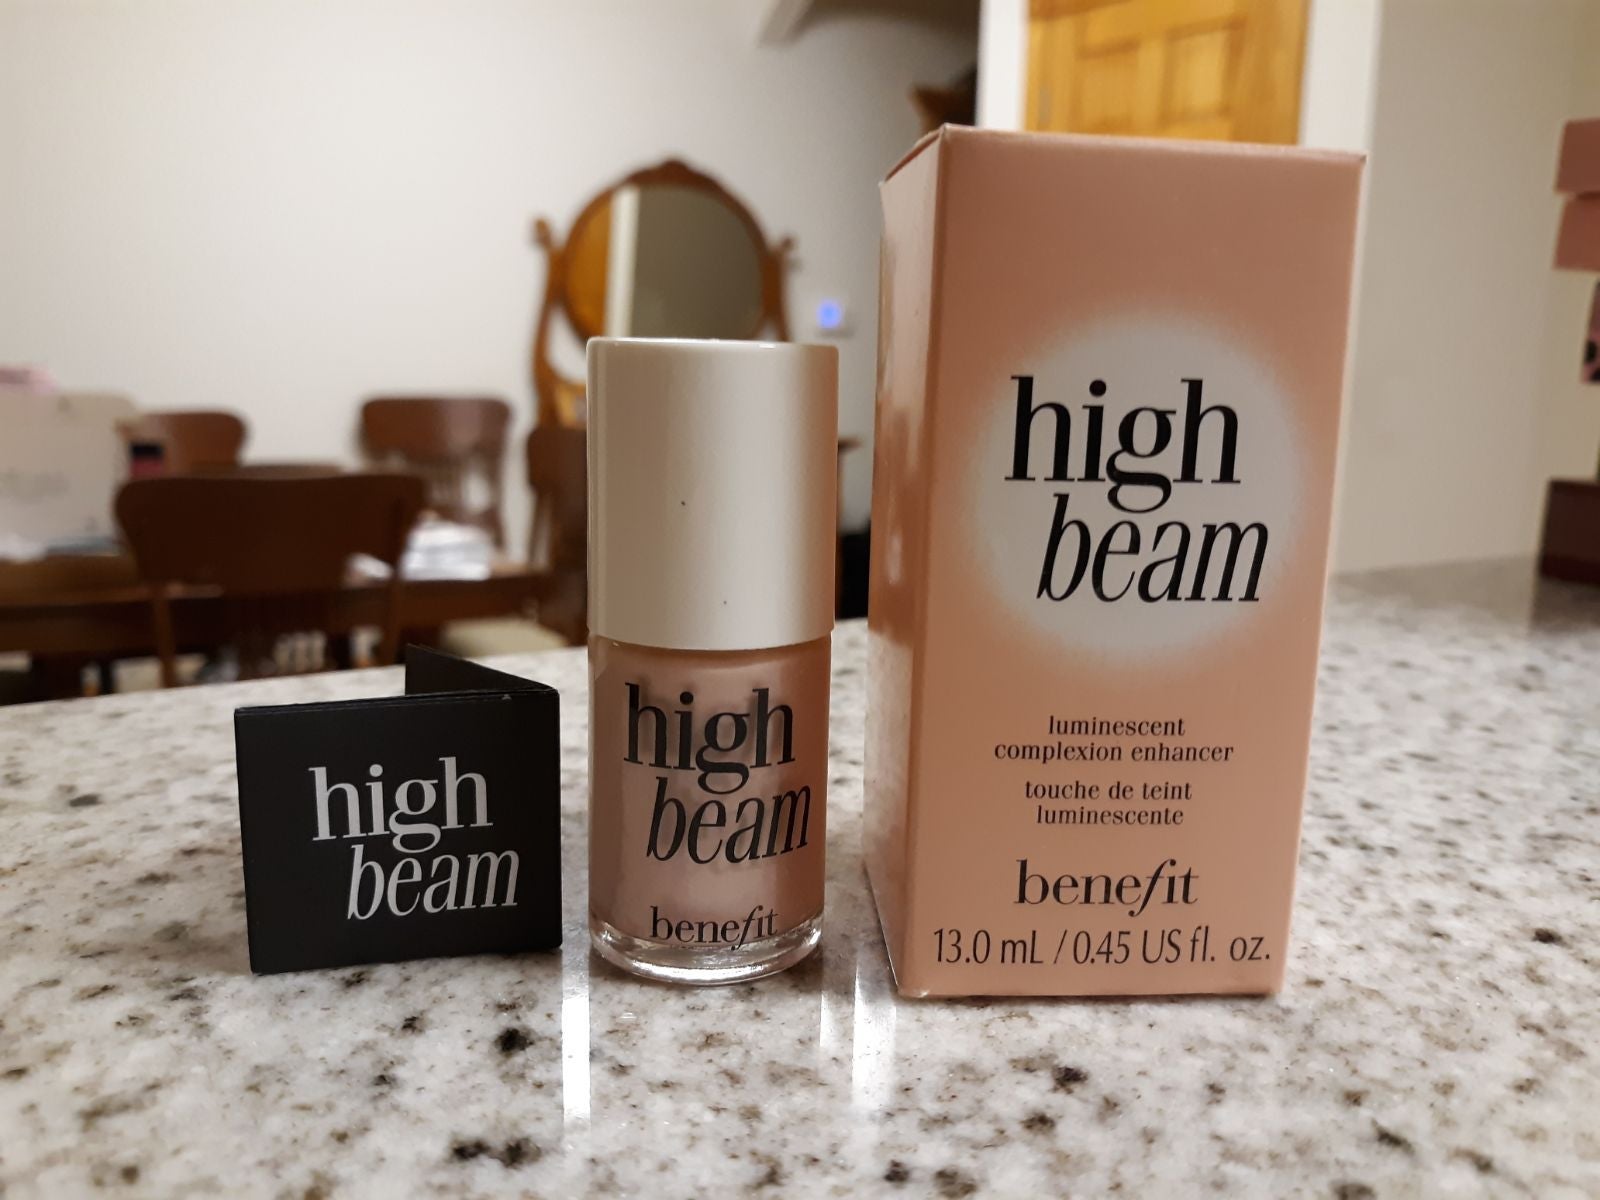 high
beam
high
beam
benefit
high
beam
luminescent
complexion enhancer
touche de teint
luminescente
benefit
13.0 mL / 0.45 US fl. oz.